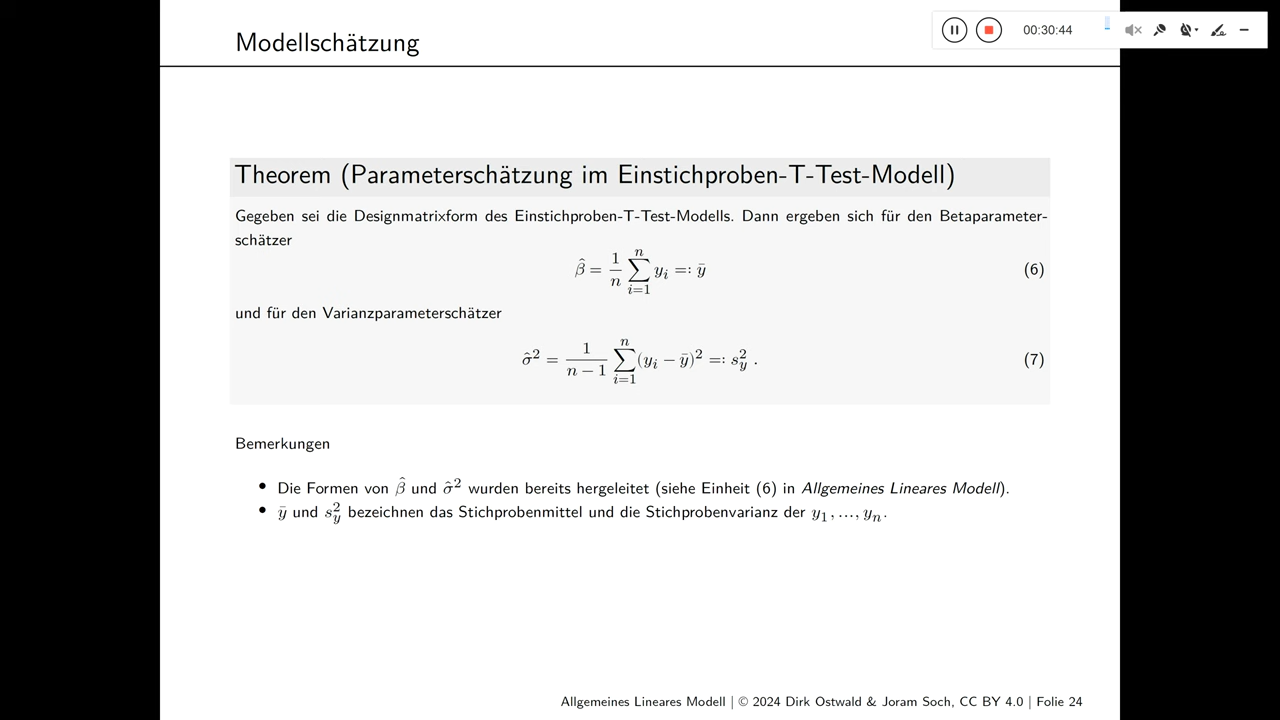 Modellschätzung
00:30:44
Theorem (Parameterschätzung im Einstichproben-T-Test-Modell)
Gegeben sei die Designmatrixform des Einstichproben-T-Test-Modells. Dann ergeben sich für den Betaparameter-
schätzer
β̂ = 1/n ∑_{i=1}^{n} y_i =: ȳ (6)
und für den Varianzparameterschätzer
σ̂² = 1/(n − 1) ∑_{i=1}^{n} (y_i − ȳ)² =: s_y² . (7)
Bemerkungen
• Die Formen von β̂ und σ̂² wurden bereits hergeleitet (siehe Einheit (6) in Allgemeines Lineares Modell).
• ȳ und s_y² bezeichnen das Stichprobenmittel und die Stichprobenvarianz der y_1, ..., y_n.
Allgemeines Lineares Modell | © 2024 Dirk Ostwald & Joram Soch, CC BY 4.0 | Folie 24